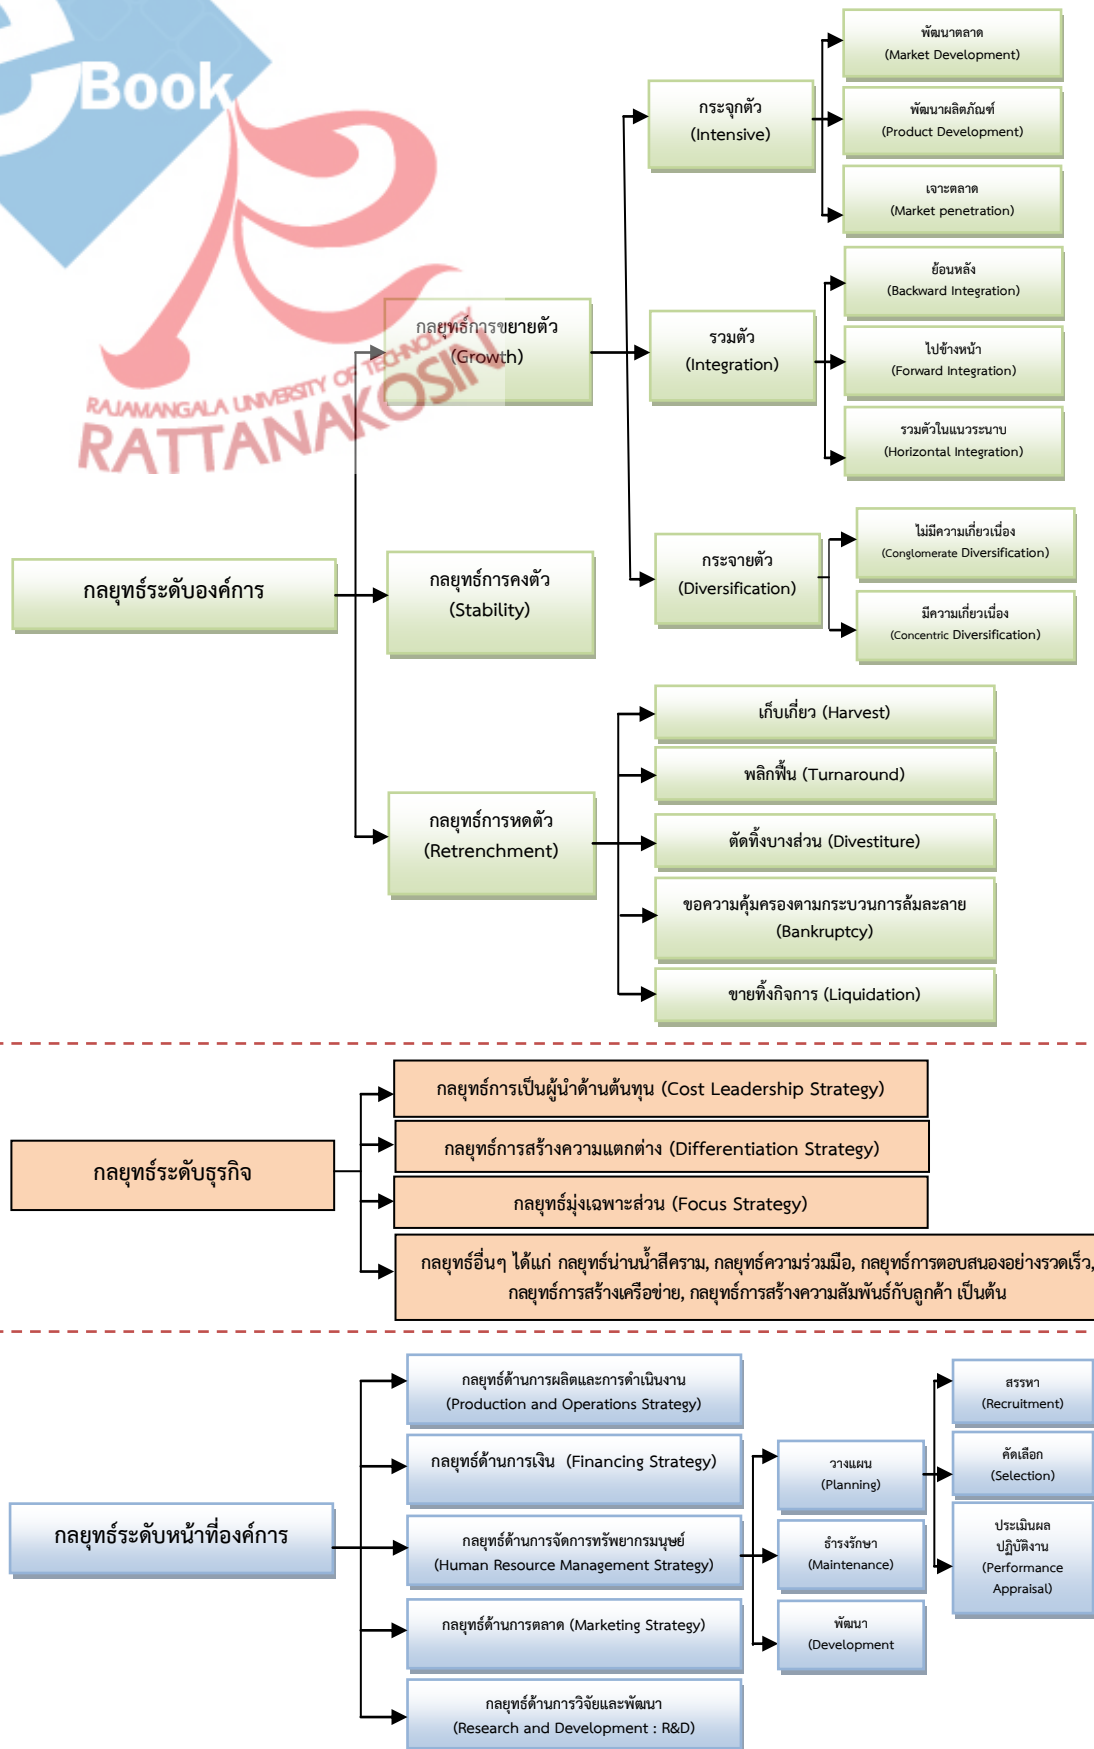 e
Book
RAJAMANGALA UNIVERSITY OF TECHNOLOGY
RATTANAKOSIN
กลยุทธ์ระดับองค์การ
กลยุทธ์การขยายตัว
(Growth)
กระจุกตัว
(Intensive)
พัฒนาตลาด
(Market Development)
พัฒนาผลิตภัณฑ์
(Product Development)
เจาะตลาด
(Market penetration)
รวมตัว
(Integration)
ย้อนหลัง
(Backward Integration)
ไปข้างหน้า
(Forward Integration)
รวมตัวในแนวระนาบ
(Horizontal Integration)
กระจายตัว
(Diversification)
ไม่มีความเกี่ยวเนื่อง
(Conglomerate Diversification)
มีความเกี่ยวเนื่อง
(Concentric Diversification)
กลยุทธ์การคงตัว
(Stability)
กลยุทธ์การหดตัว
(Retrenchment)
เก็บเกี่ยว (Harvest)
พลิกฟื้น (Turnaround)
ตัดทิ้งบางส่วน (Divestiture)
ขอความคุ้มครองตามกระบวนการล้มละลาย
(Bankruptcy)
ขายทิ้งกิจการ (Liquidation)
กลยุทธ์ระดับธุรกิจ
กลยุทธ์การเป็นผู้นำด้านต้นทุน (Cost Leadership Strategy)
กลยุทธ์การสร้างความแตกต่าง (Differentiation Strategy)
กลยุทธ์มุ่งเฉพาะส่วน (Focus Strategy)
กลยุทธ์อื่นๆ ได้แก่ กลยุทธ์น่านน้ำสีคราม, กลยุทธ์ความร่วมมือ, กลยุทธ์การตอบสนองอย่างรวดเร็ว,
กลยุทธ์การสร้างเครือข่าย, กลยุทธ์การสร้างความสัมพันธ์กับลูกค้า เป็นต้น
กลยุทธ์ระดับหน้าที่องค์การ
กลยุทธ์ด้านการผลิตและการดำเนินงาน
(Production and Operations Strategy)
กลยุทธ์ด้านการเงิน (Financing Strategy)
กลยุทธ์ด้านการจัดการทรัพยากรมนุษย์
(Human Resource Management Strategy)
กลยุทธ์ด้านการตลาด (Marketing Strategy)
กลยุทธ์ด้านการวิจัยและพัฒนา
(Research and Development : R&D)
วางแผน
(Planning)
ธำรงรักษา
(Maintenance)
พัฒนา
(Development
สรรหา
(Recruitment)
คัดเลือก
(Selection)
ประเมินผล
ปฏิบัติงาน
(Performance
Appraisal)